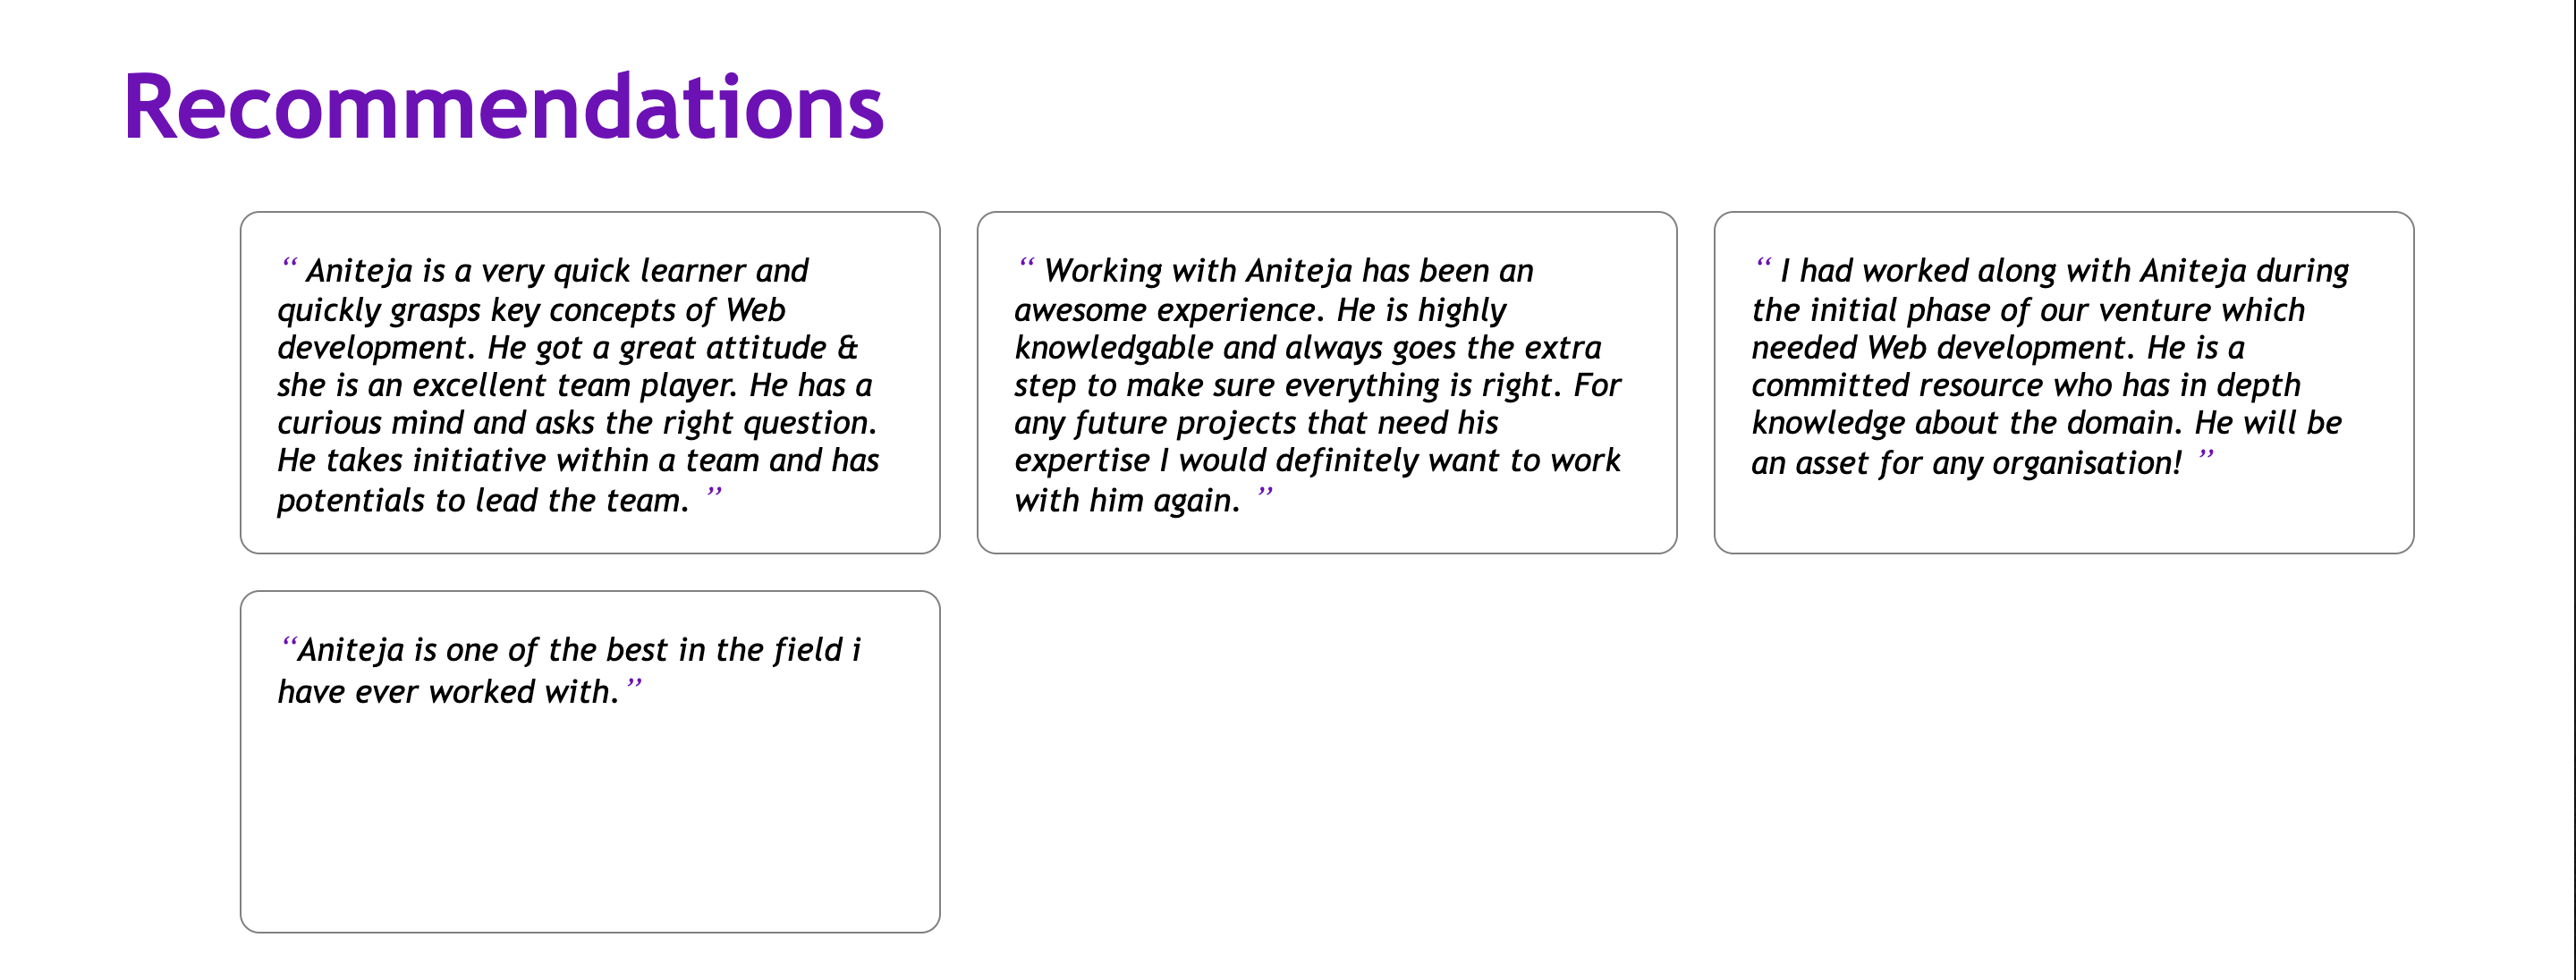 Recommendations
“ Aniteja is a very quick learner and
quickly grasps key concepts of Web
development. He got a great attitude &
she is an excellent team player. He has a
curious mind and asks the right question.
He takes initiative within a team and has
potentials to lead the team. ”
“ Working with Aniteja has been an
awesome experience. He is highly
knowledgable and always goes the extra
step to make sure everything is right. For
any future projects that need his
expertise I would definitely want to work
with him again. ”
“ I had worked along with Aniteja during
the initial phase of our venture which
needed Web development. He is a
committed resource who has in depth
knowledge about the domain. He will be
an asset for any organisation! ”
“Aniteja is one of the best in the field i
have ever worked with.”